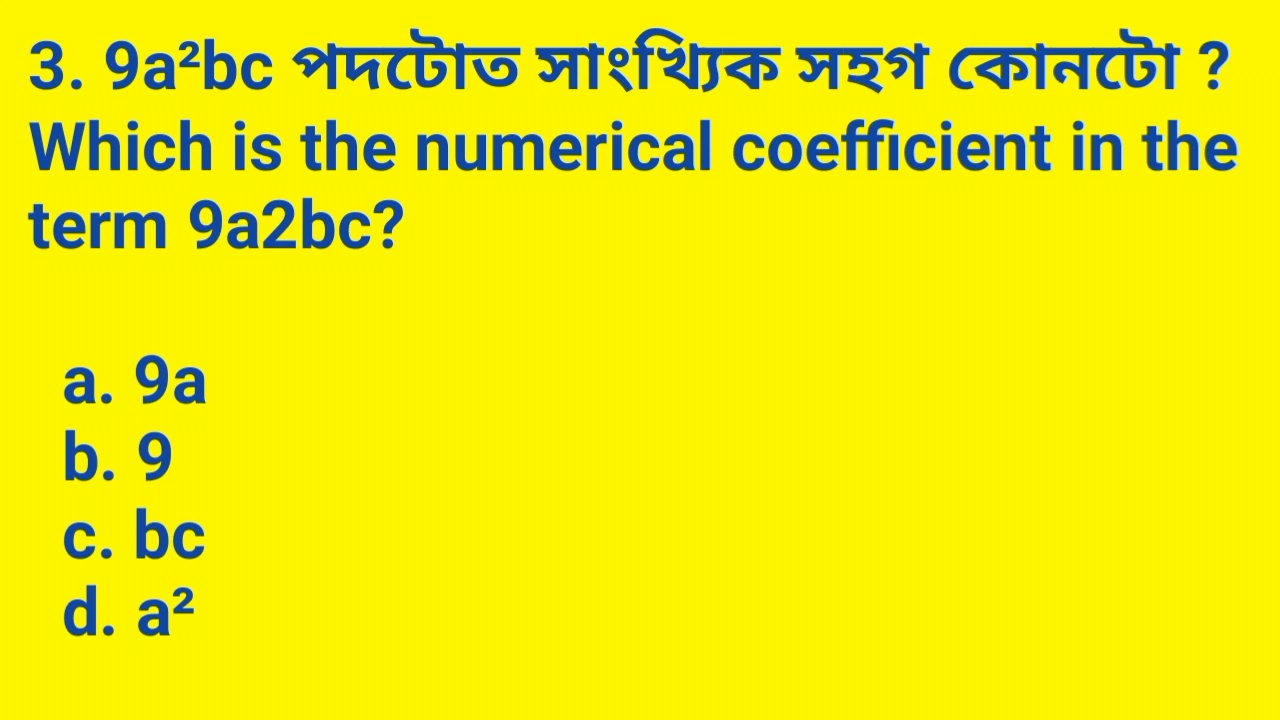 3. 9a²bc পদটোত সাংখ্যিক সহগ কোনটো ?
Which is the numerical coefficient in the
term 9a2bc?
a. 9a
b. 9
c. bc
d. a²